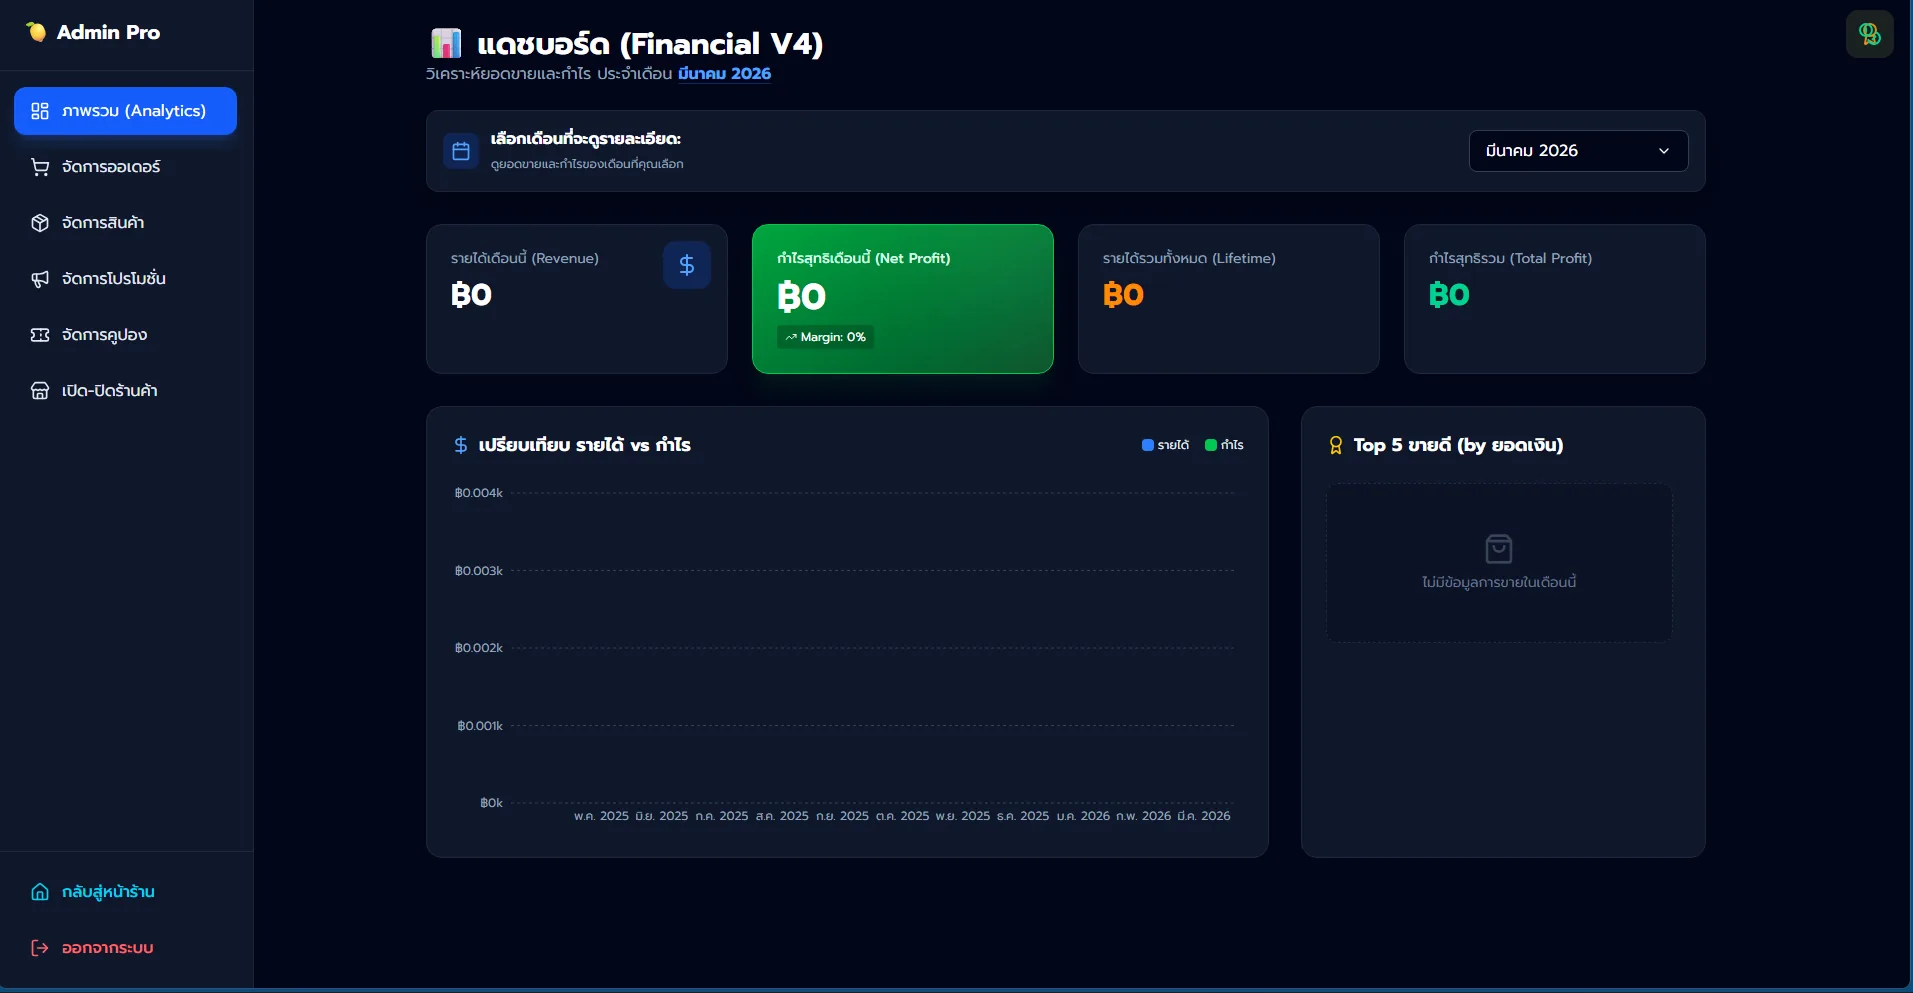 Admin Pro
ภาพรวม (Analytics)
จัดการออเดอร์
จัดการสินค้า
จัดการโปรโมชั่น
จัดการคูปอง
เปิด-ปิดร้านค้า
กลับสู่หน้าร้าน
ออกจากระบบ
แดชบอร์ด (Financial V4)
วิเคราะห์ยอดขายและกำไร ประจำเดือน มีนาคม 2026
เลือกเดือนที่จะดูรายละเอียด:
ดูยอดขายและกำไรของเดือนที่คุณเลือก
มีนาคม 2026
รายได้เดือนนี้ (Revenue)
฿0
กำไรสุทธิเดือนนี้ (Net Profit)
฿0
Margin: 0%
รายได้รวมทั้งหมด (Lifetime)
฿0
กำไรสุทธิรวม (Total Profit)
฿0
เปรียบเทียบ รายได้ vs กำไร
รายได้ กำไร
฿0.004k
฿0.003k
฿0.002k
฿0.001k
฿0k
พ.ค. 2025 มิ.ย. 2025 ก.ค. 2025 ส.ค. 2025 ก.ย. 2025 ต.ค. 2025 พ.ย. 2025 ธ.ค. 2025 ม.ค. 2026 ก.พ. 2026 มี.ค. 2026
Top 5 ขายดี (by ยอดเงิน)
ไม่มีข้อมูลการขายในเดือนนี้